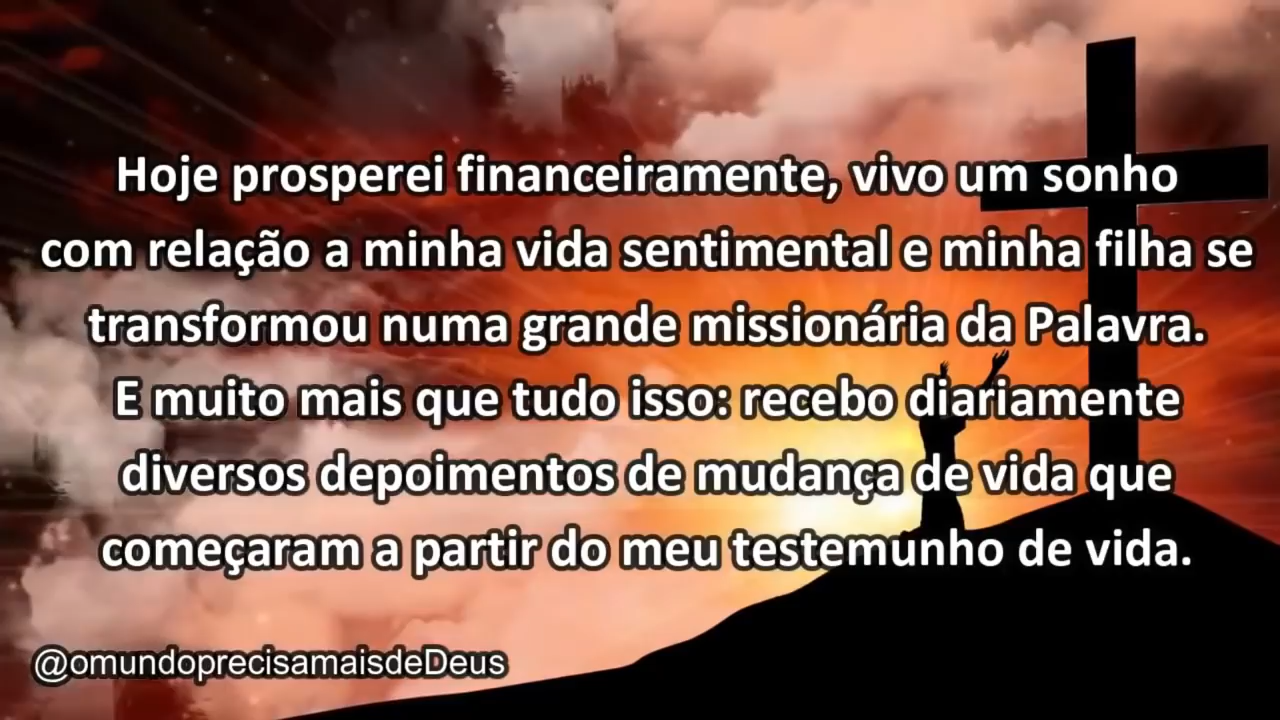 Hoje prosperei financeiramente, vivo um sonho
com relação a minha vida sentimental e minha filha se
transformou numa grande missionária da Palavra.
E muito mais que tudo isso: recebo diariamente
diversos depoimentos de mudança de vida que
começaram a partir do meu testemunho de vida.
@omundoprecisamaisdeDeus